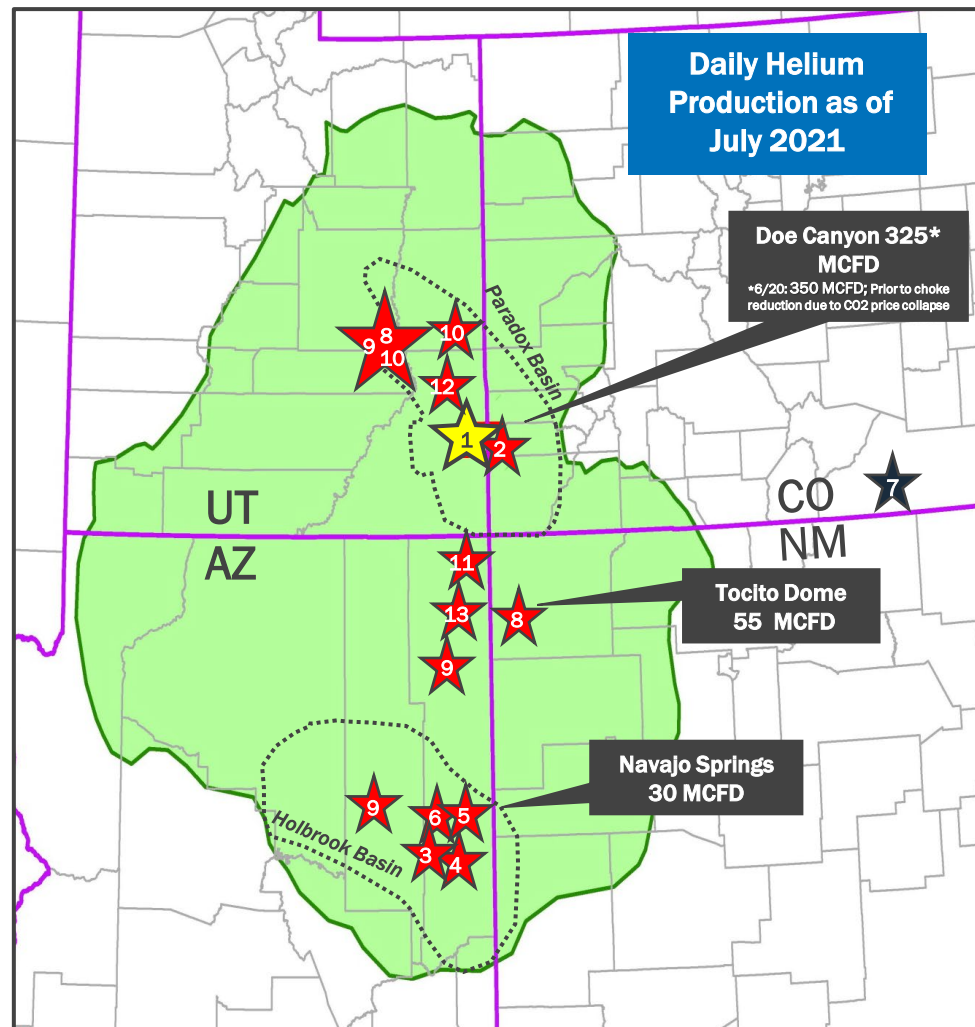 Daily Helium
Production as of
July 2021
Doe Canyon 325*
MCFD
*6/20: 350 MCFD; Prior to choke
reduction due to CO2 price collapse
Paradox Basin
8
9
10
10
12
1
2
7
UT
CO
AZ
NM
11
Tocito Dome
55 MCFD
13
8
9
Navajo Springs
30 MCFD
9
6
5
Holbrook Basin
3
4